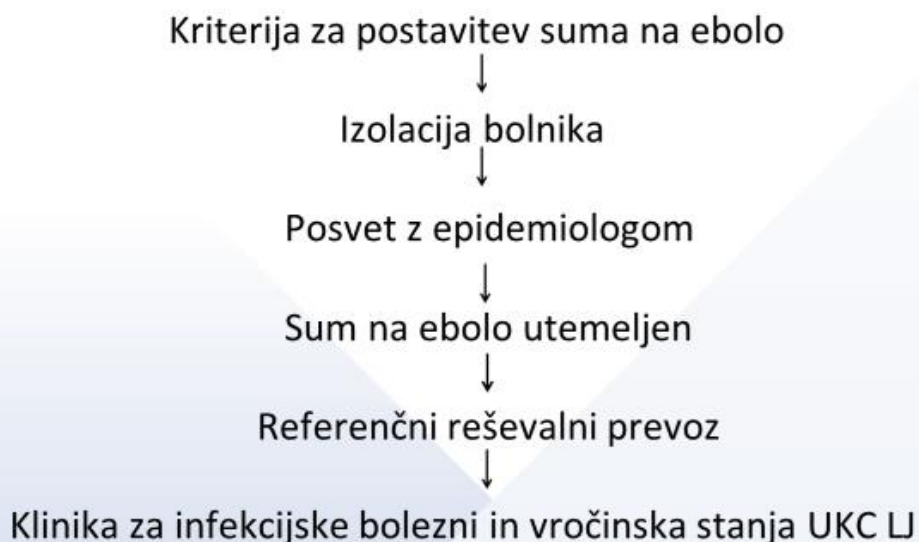 Kriterija za postavitev suma na ebolo
Izolacija bolnika
Posvet z epidemiologom
Sum na ebolo utemeljen
Referenčni reševalni prevoz
Klinika za infekcijske bolezni in vročinska stanja UKC LJ